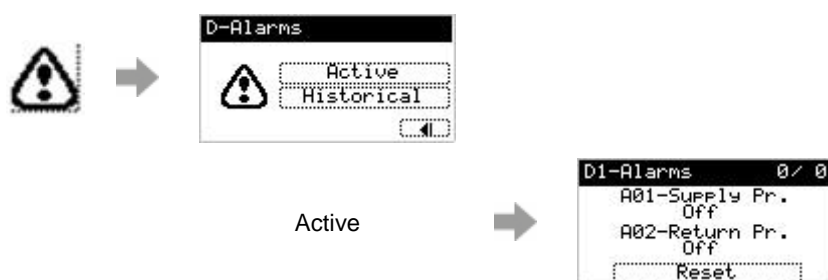 D-Alarms
Active
Historical
Active
D1-Alarms 0/ 0
A01-Supply Pr.
Off
A02-Return Pr.
Off
Reset